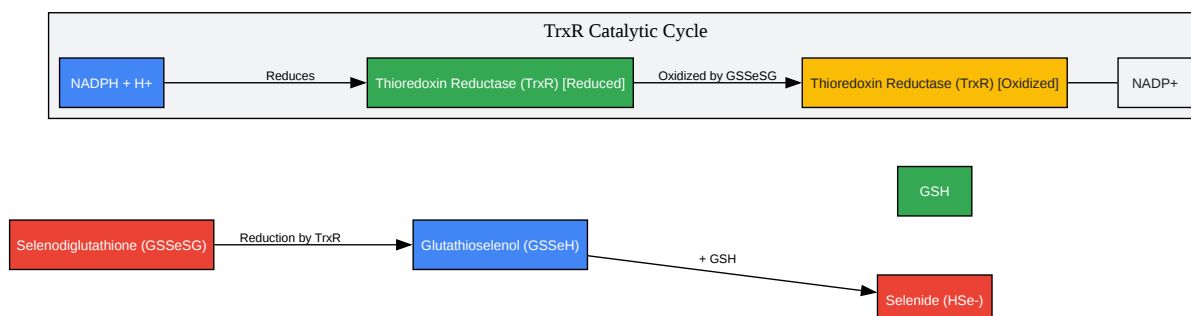 TrxR Catalytic Cycle
NADPH + H+
Reduces
Thioredoxin Reductase (TrxR) [Reduced]
Oxidized by GSSeSG
Thioredoxin Reductase (TrxR) [Oxidized]
NADP+
GSH
Selenodiglutathione (GSSeSG)
Reduction by TrxR
Glutathioselenol (GSSeH)
+ GSH
Selenide (HSe-)